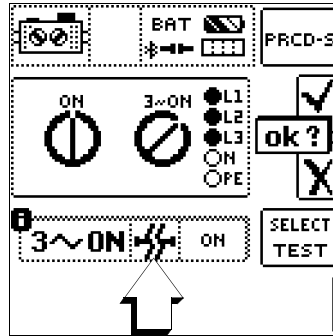 BAT
PRCD-S
ON
3~ON
L1
L2
L3
N
PE
ok?
i
3~ON
ON
SELECT
TEST